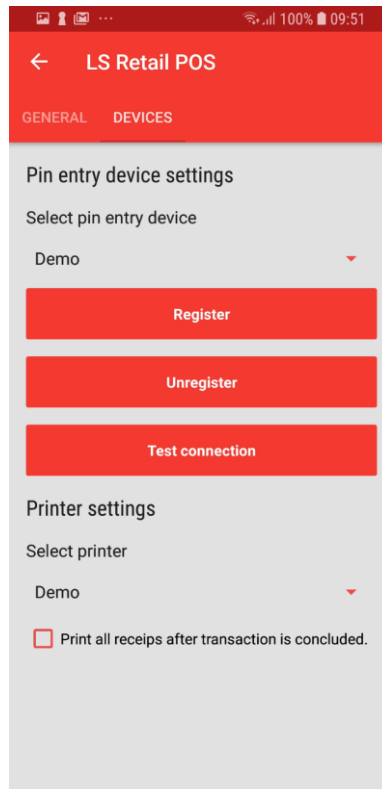 100% 09:51
LS Retail POS
GENERAL DEVICES
Pin entry device settings
Select pin entry device
Demo
Register
Unregister
Test connection
Printer settings
Select printer
Demo
Print all receips after transaction is concluded.